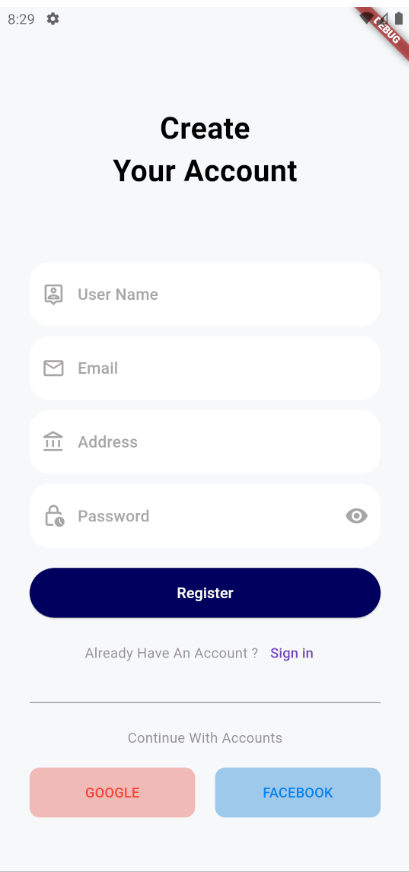 8:29
DEBUG
Create
Your Account
User Name
Email
Address
Password
Register
Already Have An Account ? Sign in
Continue With Accounts
GOOGLE
FACEBOOK